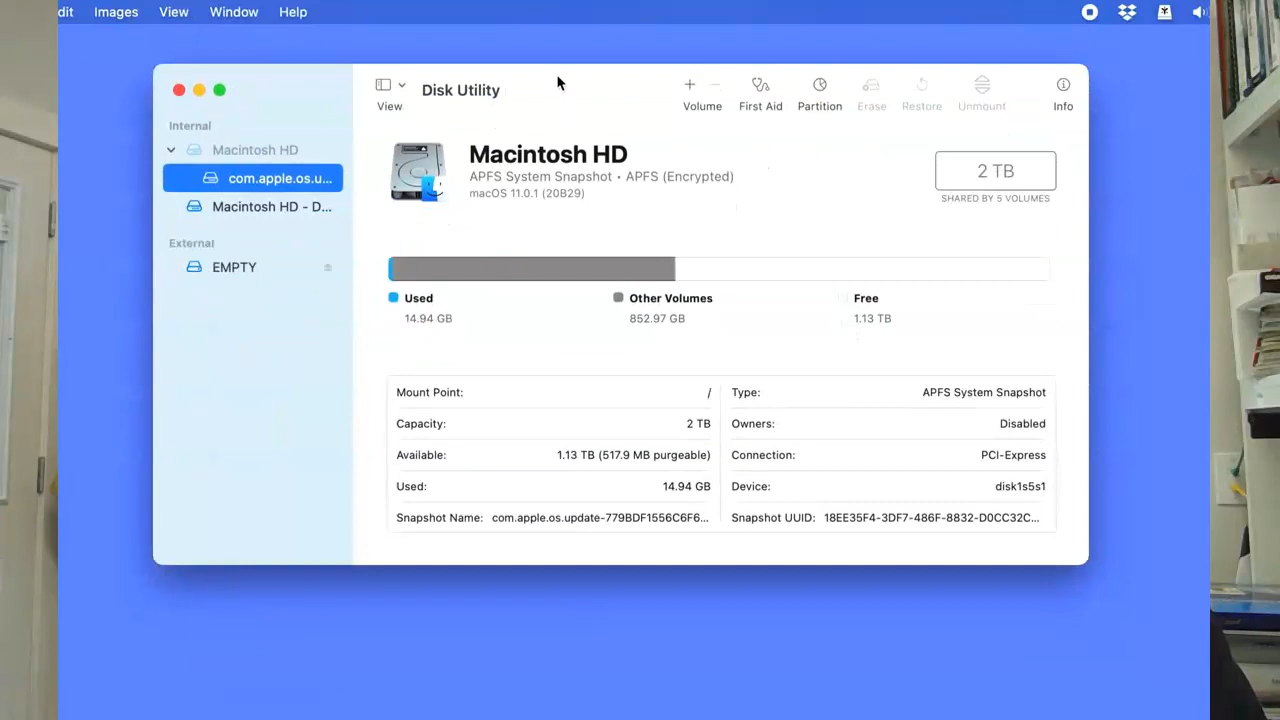 dit Images View Window Help
View
Disk Utility
Volume
First Aid
Partition
Erase
Restore
Unmount
Info
Internal
Macintosh HD
com.apple.os.u...
Macintosh HD - D...
External
EMPTY
Macintosh HD
APFS System Snapshot • APFS (Encrypted)
macOS 11.0.1 (20B29)
2 TB
SHARED BY 5 VOLUMES
Used
14.94 GB
Other Volumes
852.97 GB
Free
1.13 TB
Mount Point: /
Capacity: 2 TB
Available: 1.13 TB (517.9 MB purgeable)
Used: 14.94 GB
Snapshot Name: com.apple.os.update-779BDF1556C6F6...
Type: APFS System Snapshot
Owners: Disabled
Connection: PCI-Express
Device: disk1s5s1
Snapshot UUID: 18EE35F4-3DF7-486F-8832-D0CC32C...